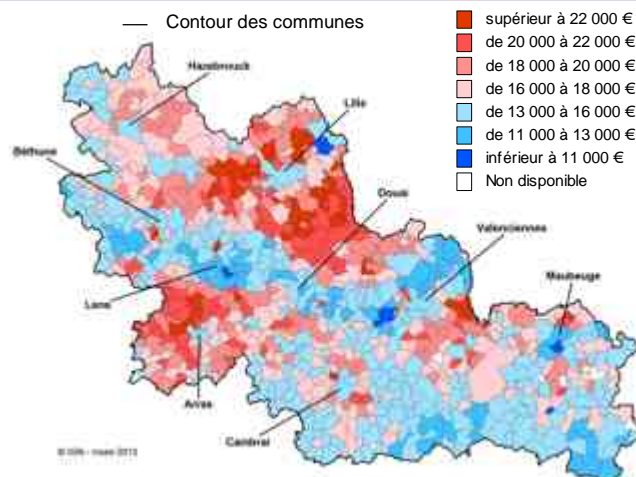 Contour des communes
supérieur à 22 000 €
de 20 000 à 22 000 €
de 18 000 à 20 000 €
de 16 000 à 18 000 €
de 13 000 à 16 000 €
de 11 000 à 13 000 €
inférieur à 11 000 €
Non disponible
Hazebrouck
Lille
Béthune
Douai
Valenciennes
Maubeuge
Lens
Arras
Cambrai